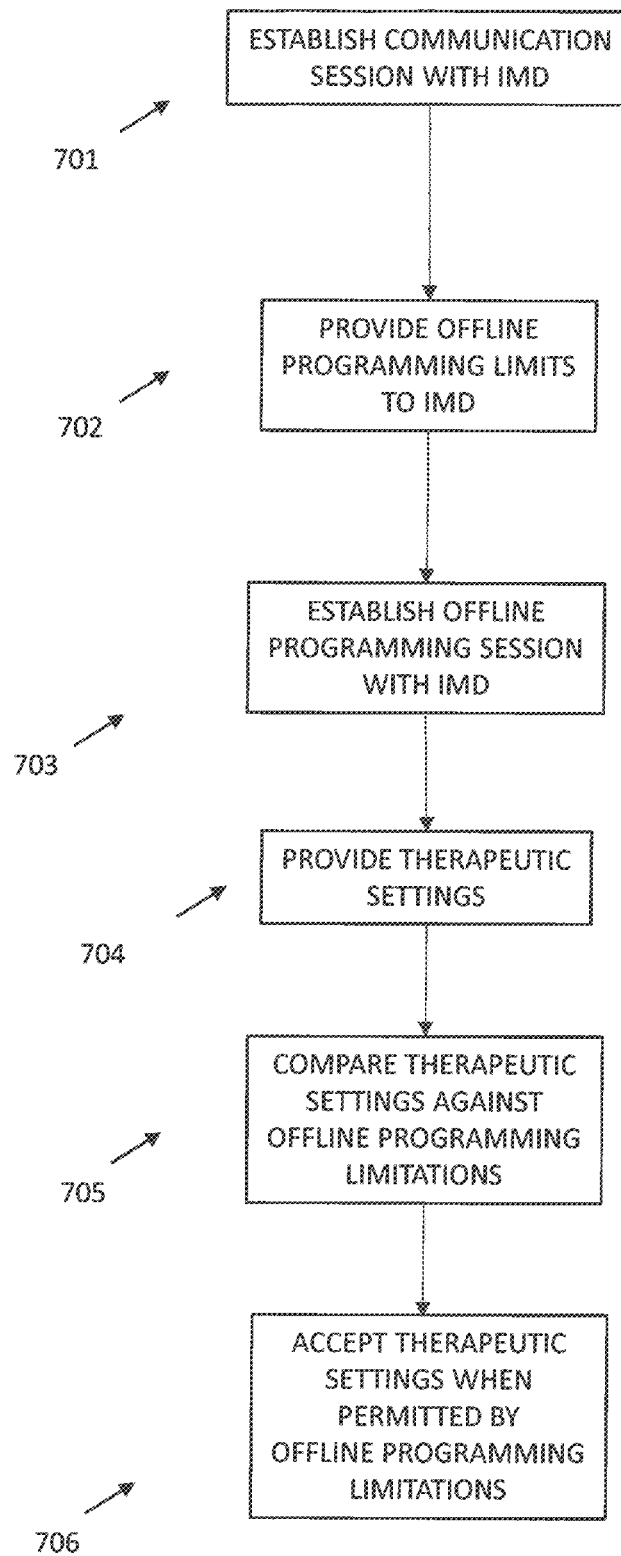 ESTABLISH COMMUNICATION
SESSION WITH IMD
701
PROVIDE OFFLINE
PROGRAMMING LIMITS
TO IMD
702
ESTABLISH OFFLINE
PROGRAMMING SESSION
WITH IMD
703
PROVIDE THERAPEUTIC
SETTINGS
704
COMPARE THERAPEUTIC
SETTINGS AGAINST
OFFLINE PROGRAMMING
LIMITATIONS
705
ACCEPT THERAPEUTIC
SETTINGS WHEN
PERMITTED BY
OFFLINE PROGRAMMING
LIMITATIONS
706